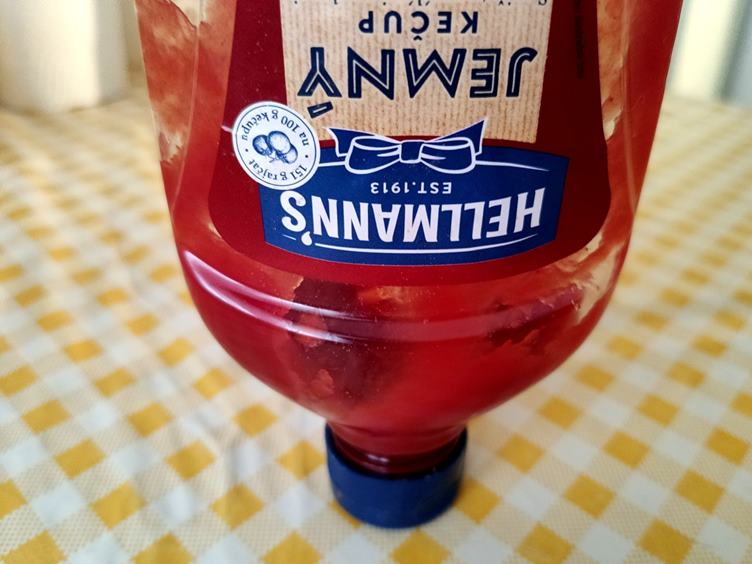 HELLMANN'S
EST.1913
151 g rajčat
na 100 g kečupu
JEMNÝ
KEČUP